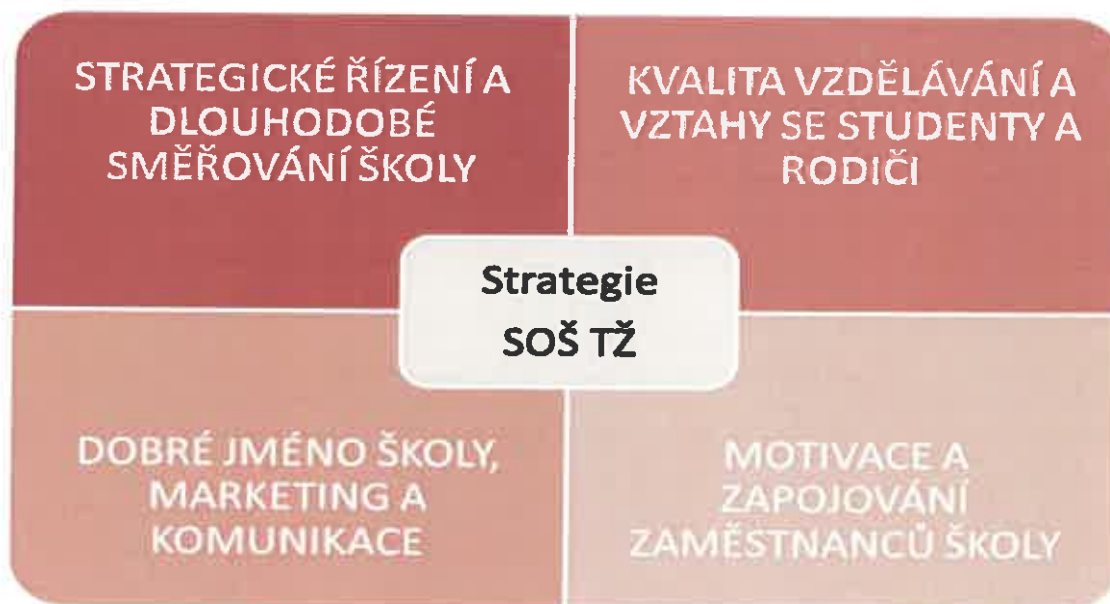 STRATEGICKÉ ŘÍZENÍ A
DLOUHODOBÉ
SMĚŘOVÁNÍ ŠKOLY
KVALITA VZDĚLÁVÁNÍ A
VZTAHY SE STUDENTY A
RODIČI
Strategie
SOŠ TŽ
DOBRÉ JMÉNO ŠKOLY,
MARKETING A
KOMUNIKACE
MOTIVACE A
ZAPOJOVÁNÍ
ZAMĚSTNANCŮ ŠKOLY